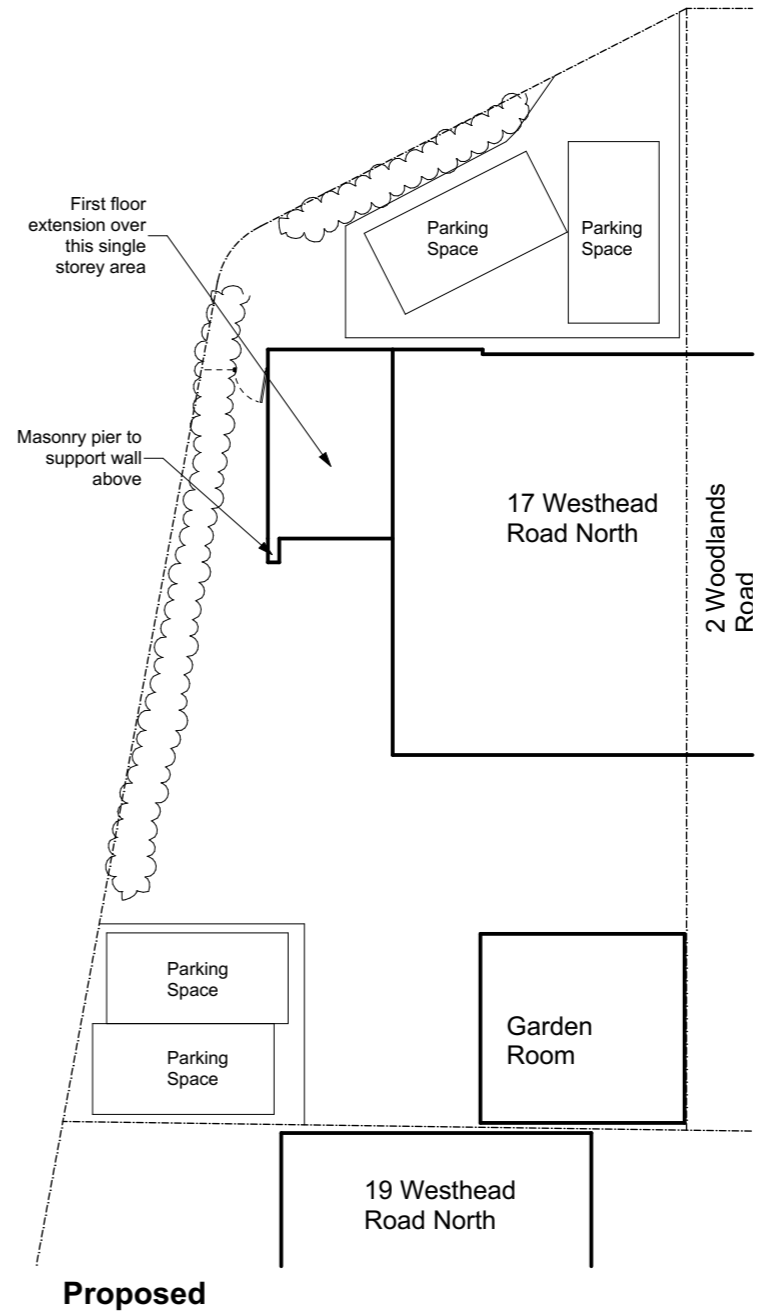 First floor
extension over
this single
storey area
Parking
Space
Parking
Space
Masonry pier to
support wall
above
17 Westhead
Road North
2 Woodlands
Road
Parking
Space
Parking
Space
Garden
Room
19 Westhead
Road North
Proposed